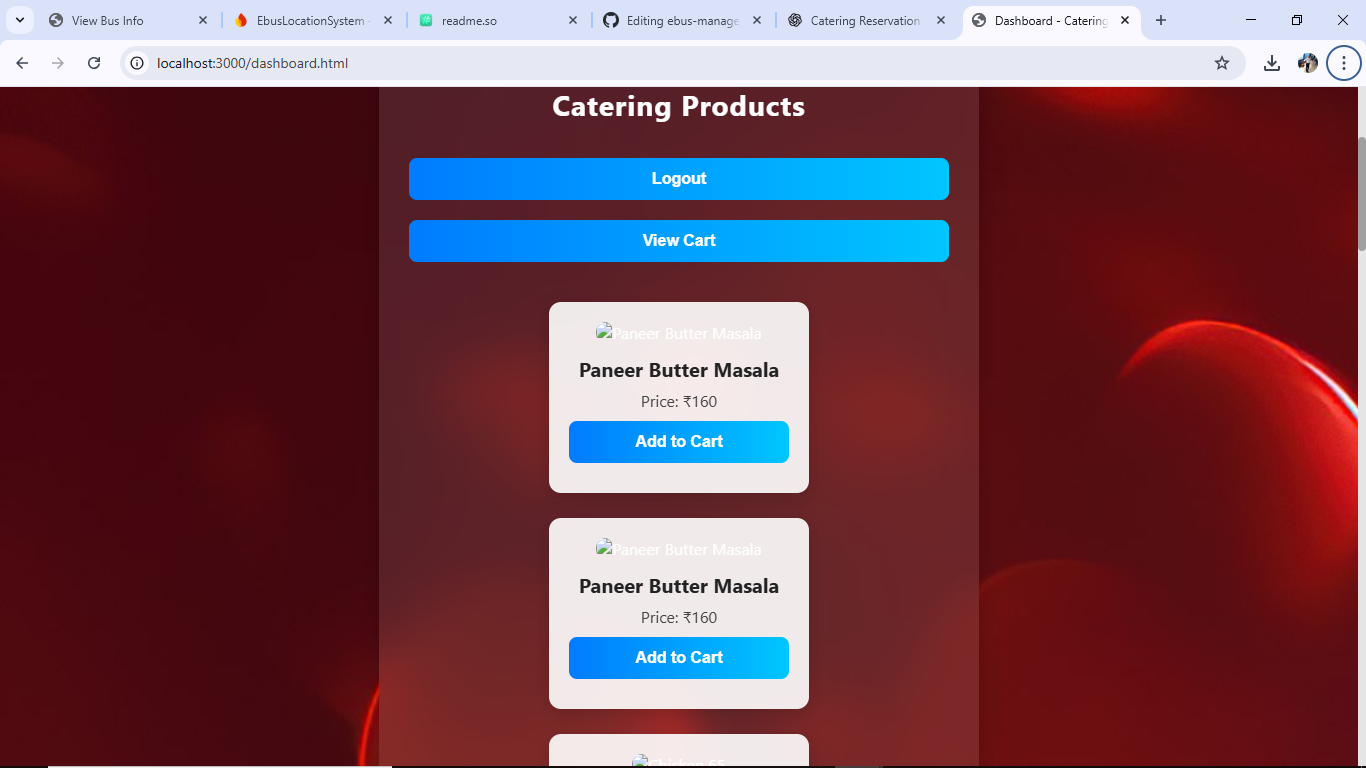 View Bus Info
EbusLocationSystem -
readme.so
Editing ebus-manage
Catering Reservation
Dashboard - Catering
localhost:3000/dashboard.html
Catering Products
Logout
View Cart
Paneer Butter Masala
Paneer Butter Masala
Price: ₹160
Add to Cart
Paneer Butter Masala
Paneer Butter Masala
Price: ₹160
Add to Cart
Chicken 65